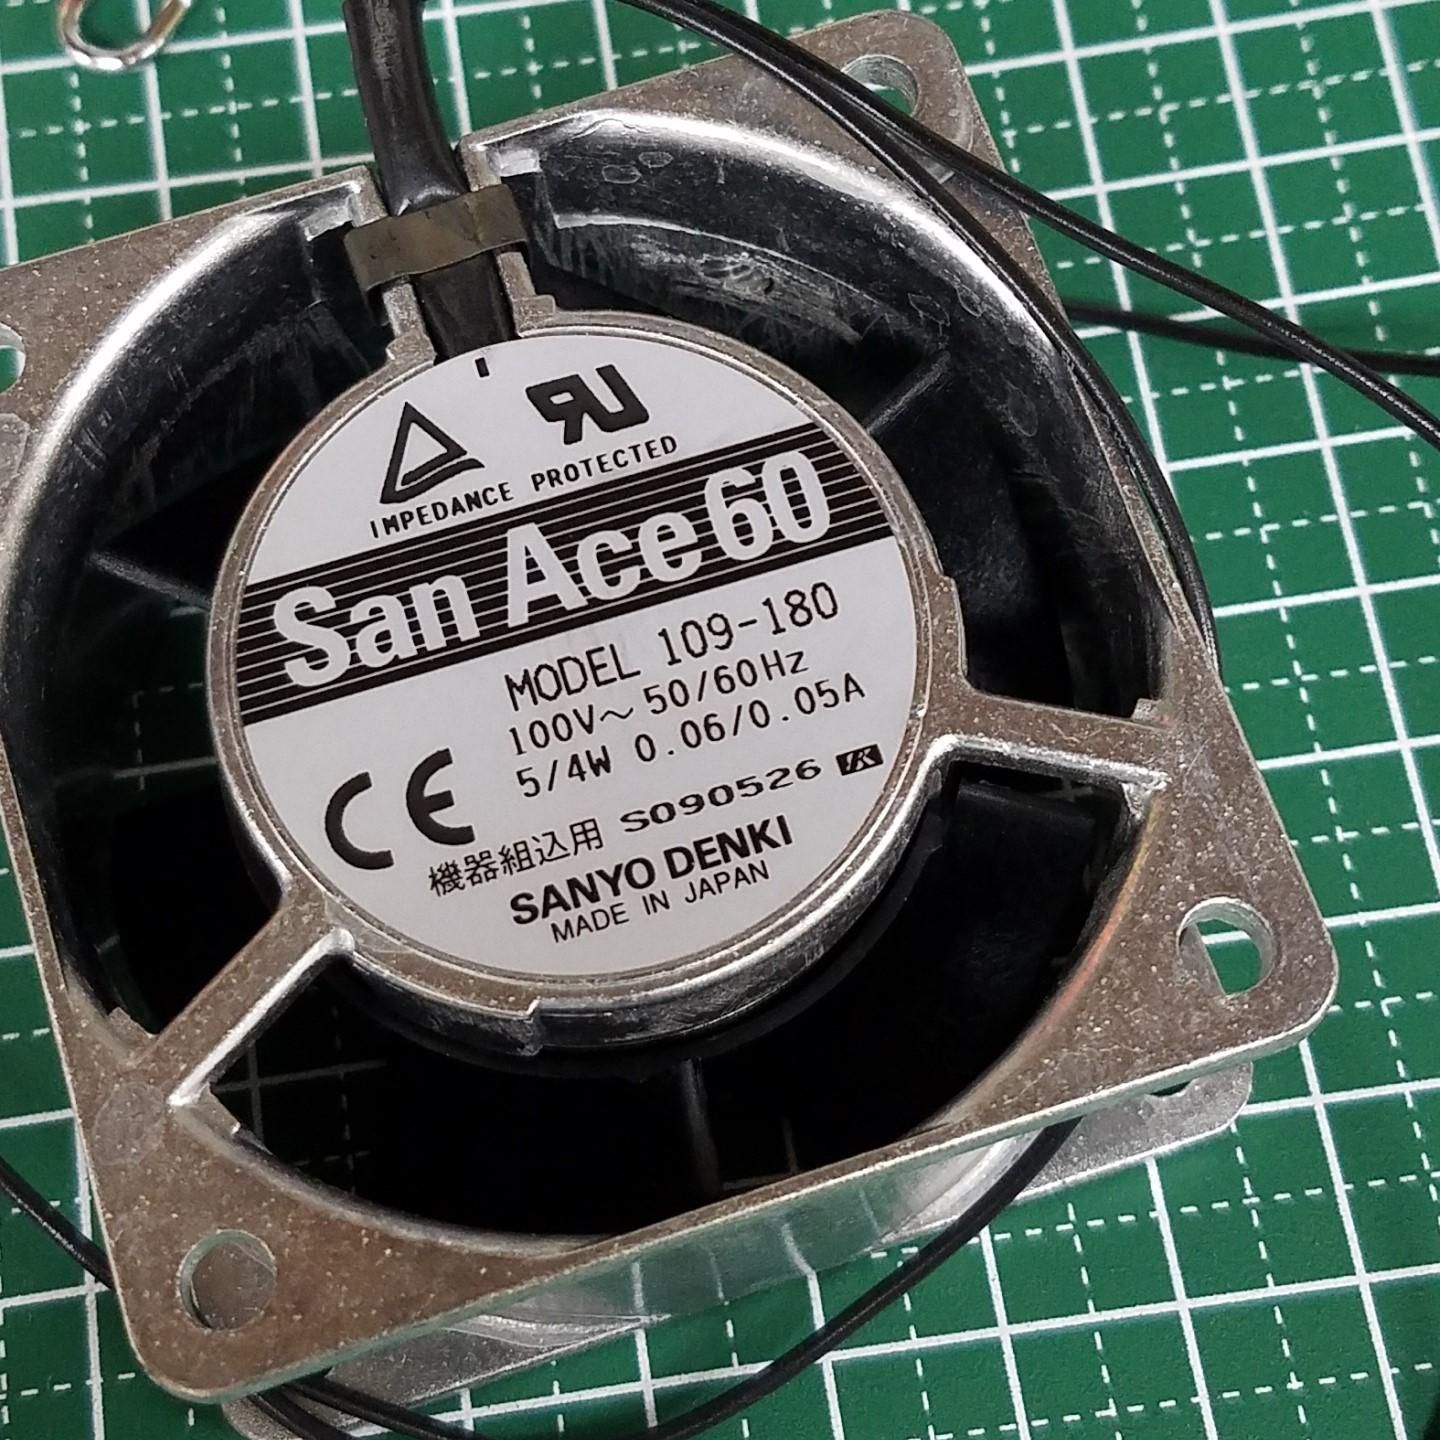 IMPEDANCE PROTECTED
San Ace 60
MODEL 109-180
100V～ 50/60Hz
5/4W 0.06/0.05A
CE
機器組込用 S090526
SANYO DENKI
MADE IN JAPAN